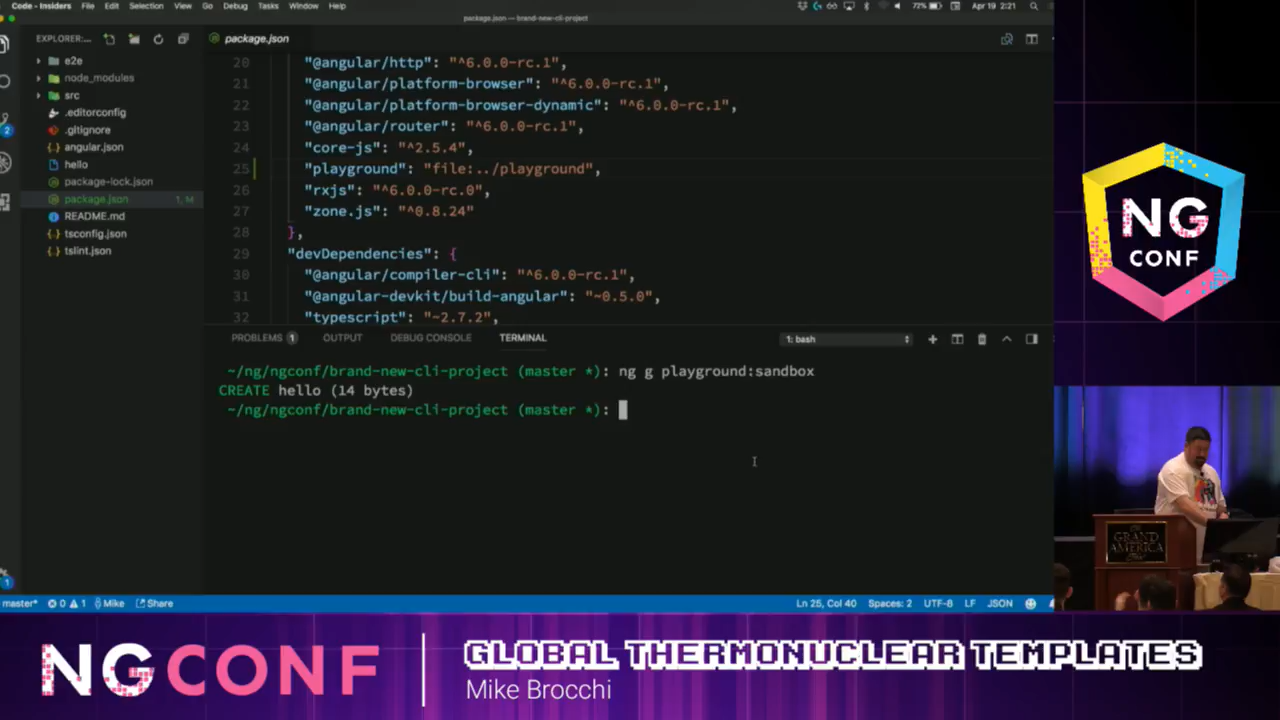 Code - Insiders File Edit Selection View Go Debug Tasks Window Help 77% Apr 19 2:21
package.json — brand-new-cli-project
EXPLORER:...
package.json
e2e
node_modules
src
.editorconfig
.gitignore
angular.json
hello
package-lock.json
package.json 1, M
README.md
tsconfig.json
tslint.json
2
1
20 "@angular/http": "^6.0.0-rc.1",
21 "@angular/platform-browser": "^6.0.0-rc.1",
22 "@angular/platform-browser-dynamic": "^6.0.0-rc.1",
23 "@angular/router": "^6.0.0-rc.1",
24 "core-js": "^2.5.4",
25 "playground": "file:../playground",
26 "rxjs": "^6.0.0-rc.0",
27 "zone.js": "^0.8.24"
28 },
29 "devDependencies": {
30 "@angular/compiler-cli": "^6.0.0-rc.1",
31 "@angular-devkit/build-angular": "~0.5.0",
32 "typescript": "~2.7.2",
PROBLEMS 1 OUTPUT DEBUG CONSOLE TERMINAL 1: bash
~/ng/ngconf/brand-new-cli-project (master *): ng g playground:sandbox
CREATE hello (14 bytes)
~/ng/ngconf/brand-new-cli-project (master *):
master* 0 1 Mike Share Ln 25, Col 40 Spaces: 2 UTF-8 LF JSON
NG
CONF
GRAND
AMERICA
NGCONF
GLOBAL THERMONUCLEAR TEMPLATES
Mike Brocchi